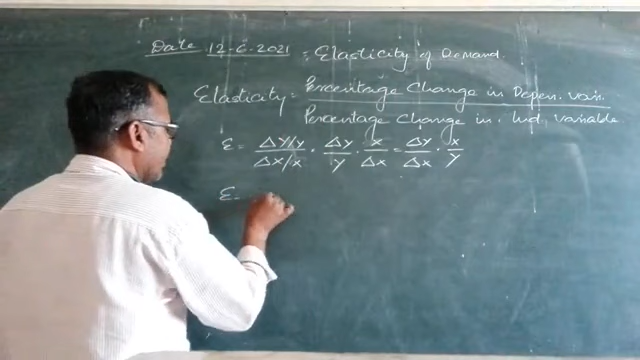 Date 12-6-2021 : Elasticity of Demand.
Elasticity = Percentage Change in Depen. vari.
Percentage Change in. Ind. variable
ε = ΔY/y / ΔX/x · Δy/y · x/Δx = Δy/Δx · x/y
ε =